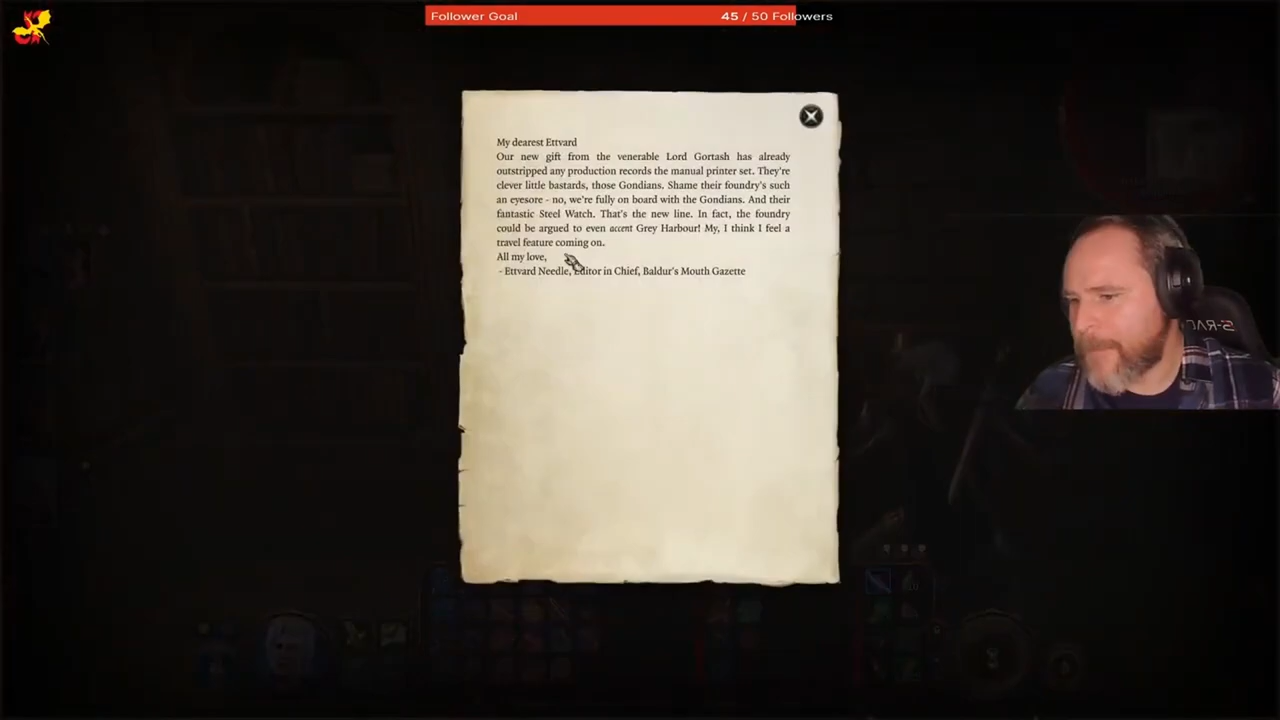 Follower Goal 45 / 50 Followers
My dearest Ettvard
Our new gift from the venerable Lord Gortash has already
outstripped any production records the manual printer set. They're
clever little bastards, those Gondians. Shame their foundry's such
an eyesore - no, we're fully on board with the Gondians. And their
fantastic Steel Watch. That's the new line. In fact, the foundry
could be argued to even accent Grey Harbour! My, I think I feel a
travel feature coming on.
All my love,
- Ettvard Needle, Editor in Chief, Baldur's Mouth Gazette